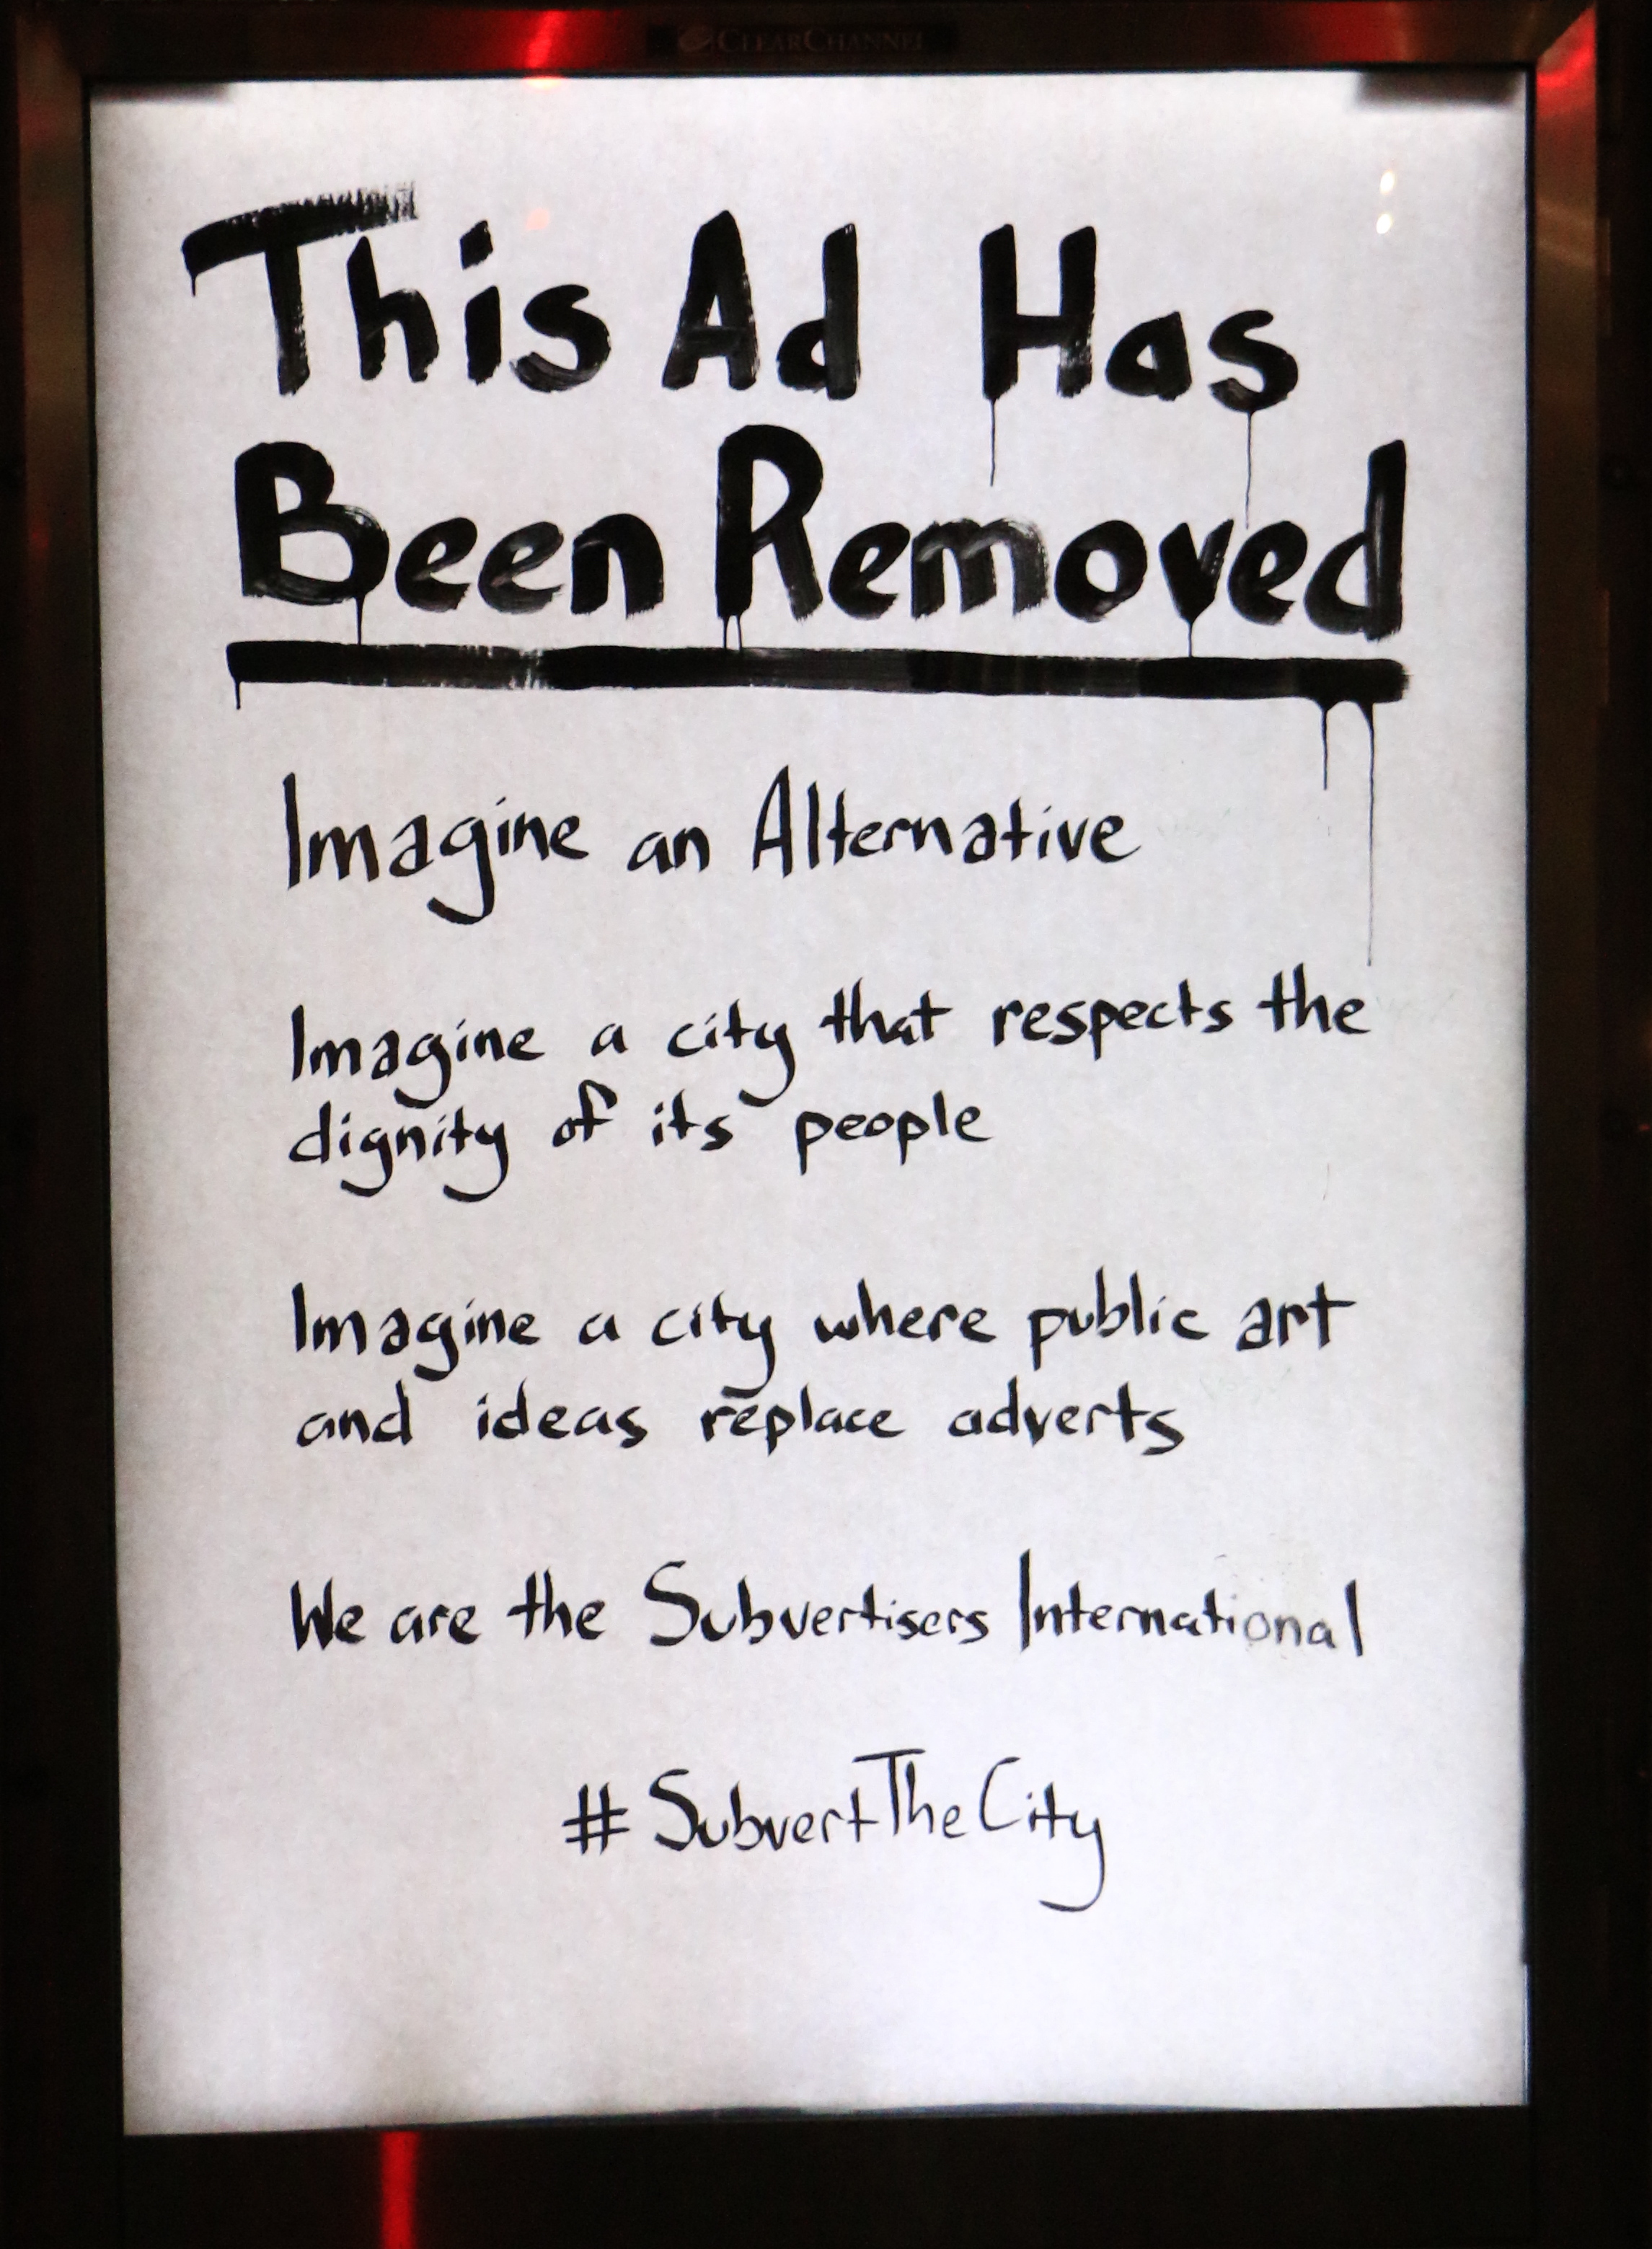 CLEARCHANNEL
This Ad Has
Been Removed
Imagine an Alternative
Imagine a city that respects the
dignity of its people
Imagine a city where public art
and ideas replace adverts
We are the Subvertisers International
#SubvertTheCity